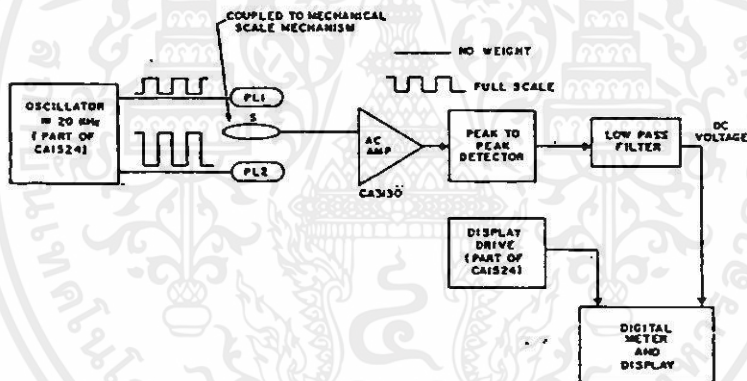 COUPLED TO MECHANICAL
SCALE MECHANISM
NO WEIGHT
FULL SCALE
OSCILLATOR
≅ 20 KHz
(PART OF
CA1524)
PL1
S
PL2
AC
AMP
CA3130
PEAK TO
PEAK
DETECTOR
LOW PASS
FILTER
DC
VOLTAGE
DISPLAY
DRIVE
(PART OF
CA1524)
DIGITAL
METER
AND
DISPLAY